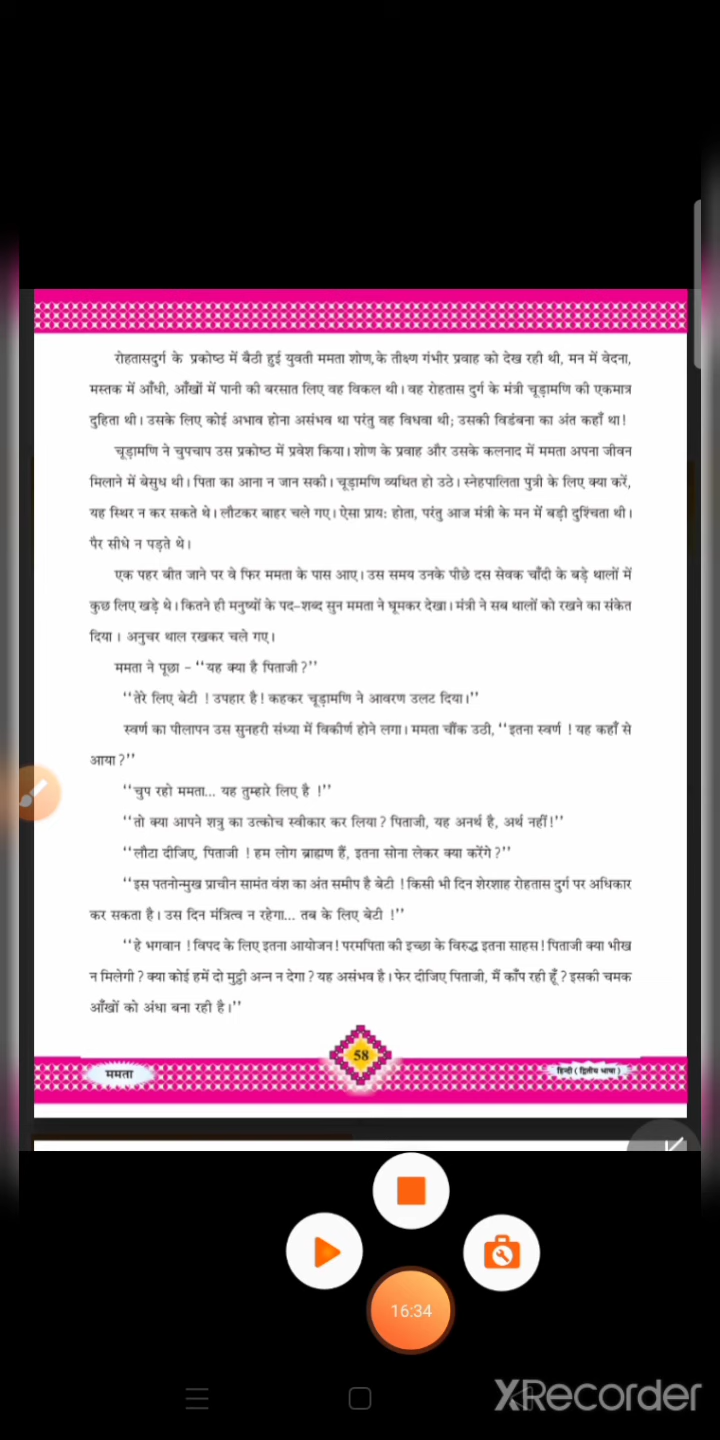 रोहतासदुर्ग के प्रकोष्ठ में बैठी हुई युवती ममता शोण,के तीक्ष्ण गंभीर प्रवाह को देख रही थी, मन में वेदना,
मस्तक में आँधी, आँखों में पानी की बरसात लिए वह विकल थी। वह रोहतास दुर्ग के मंत्री चूड़ामणि की एकमात्र
दुहिता थी। उसके लिए कोई अभाव होना असंभव था परंतु वह विधवा थी; उसकी विडंबना का अंत कहाँ था!
चूड़ामणि ने चुपचाप उस प्रकोष्ठ में प्रवेश किया। शोण के प्रवाह और उसके कलनाद में ममता अपना जीवन
मिलाने में बेसुध थी। पिता का आना न जान सकी। चूड़ामणि व्यथित हो उठे। स्नेहपालिता पुत्री के लिए क्या करें,
यह स्थिर न कर सकते थे। लौटकर बाहर चले गए। ऐसा प्राय: होता, परंतु आज मंत्री के मन में बड़ी दुश्चिंता थी।
पैर सीधे न पड़ते थे।
एक पहर बीत जाने पर वे फिर ममता के पास आए। उस समय उनके पीछे दस सेवक चाँदी के बड़े थालों में
कुछ लिए खड़े थे। कितने ही मनुष्यों के पद-शब्द सुन ममता ने घूमकर देखा। मंत्री ने सब थालों को रखने का संकेत
दिया। अनुचर थाल रखकर चले गए।
ममता ने पूछा - ‘‘यह क्या है पिताजी?’’
‘‘तेरे लिए बेटी ! उपहार है! कहकर चूड़ामणि ने आवरण उलट दिया।’’
स्वर्ण का पीलापन उस सुनहरी संध्या में विकीर्ण होने लगा। ममता चौंक उठी, ‘‘इतना स्वर्ण ! यह कहाँ से
आया?’’
‘‘चुप रहो ममता... यह तुम्हारे लिए है !’’
‘‘तो क्या आपने शत्रु का उत्कोच स्वीकार कर लिया? पिताजी, यह अनर्थ है, अर्थ नहीं!’’
‘‘लौटा दीजिए, पिताजी ! हम लोग ब्राह्मण हैं, इतना सोना लेकर क्या करेंगे?’’
‘‘इस पतनोन्मुख प्राचीन सामंत वंश का अंत समीप है बेटी ! किसी भी दिन शेरशाह रोहतास दुर्ग पर अधिकार
कर सकता है। उस दिन मंत्रित्व न रहेगा... तब के लिए बेटी !’’
‘‘हे भगवान ! विपद के लिए इतना आयोजन! परमपिता की इच्छा के विरुद्ध इतना साहस! पिताजी क्या भीख
न मिलेगी? क्या कोई हमें दो मुट्ठी अन्न न देगा? यह असंभव है। फेर दीजिए पिताजी, मैं काँप रही हूँ? इसकी चमक
आँखों को अंधा बना रही है।’’
ममता
58
हिन्दी ( द्वितीय भाषा )
16:34
XRecorder